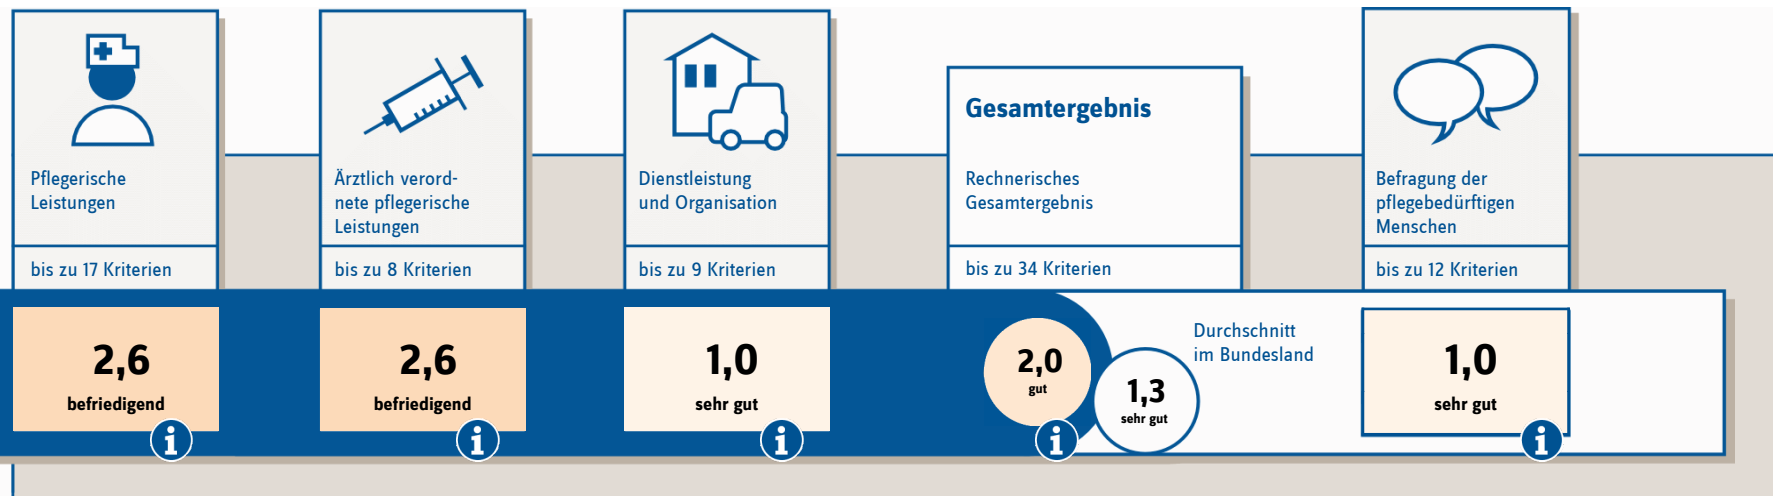 Pflegerische
Leistungen
bis zu 17 Kriterien
2,6
befriedigend
i
Ärztlich verord-
nete pflegerische
Leistungen
bis zu 8 Kriterien
2,6
befriedigend
i
Dienstleistung
und Organisation
bis zu 9 Kriterien
1,0
sehr gut
i
Gesamtergebnis
Rechnerisches
Gesamtergebnis
bis zu 34 Kriterien
2,0
gut
i
1,3
sehr gut
Durchschnitt
im Bundesland
Befragung der
pflegebedürftigen
Menschen
bis zu 12 Kriterien
1,0
sehr gut
i